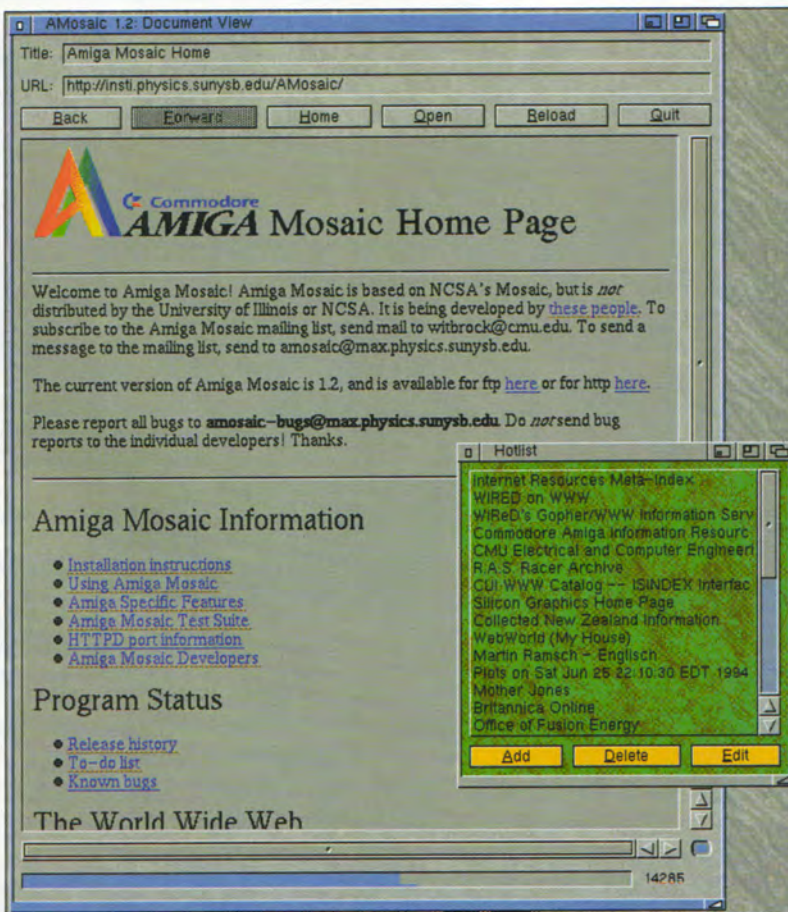 AMosaic 1.2: Document View
Title: Amiga Mosaic Home
URL: http://insti.physics.sunysb.edu/AMosaic/
Back Forward Home Open Reload Quit
Commodore
AMIGA Mosaic Home Page
Welcome to Amiga Mosaic! Amiga Mosaic is based on NCSA's Mosaic, but is not
distributed by the University of Illinois or NCSA. It is being developed by these people. To
subscribe to the Amiga Mosaic mailing list, send mail to witbrock@cmu.edu. To send a
message to the mailing list, send to amosaic@max.physics.sunysb.edu.
The current version of Amiga Mosaic is 1.2, and is available for ftp here or for http here.
Please report all bugs to amosaic-bugs@max.physics.sunysb.edu. Do not send bug
reports to the individual developers! Thanks.
Amiga Mosaic Information
Installation instructions
Using Amiga Mosaic
Amiga Specific Features
Amiga Mosaic Test Suite
HTTPD port information
Amiga Mosaic Developers
Program Status
Release history
To-do list
Known bugs
The World Wide Web
14285
Hotlist
Internet Resources Meta-Index
WIRED on WWW
WIReD's Gopher/WWW Information Serv
Commodore Amiga Information Resourc
CMU Electrical and Computer Engineeri
R.A.S. Racer Archive
CUI WWW Catalog -- ISINDEX Interfac
Silicon Graphics Home Page
Collected New Zealand Information
WebWorld (My House)
Martin Ramsch - Englisch
Plots on Sat Jun 25 22:10:30 EDT 1994
Mother Jones
Britannica Online
Office of Fusion Energy
Add Delete Edit